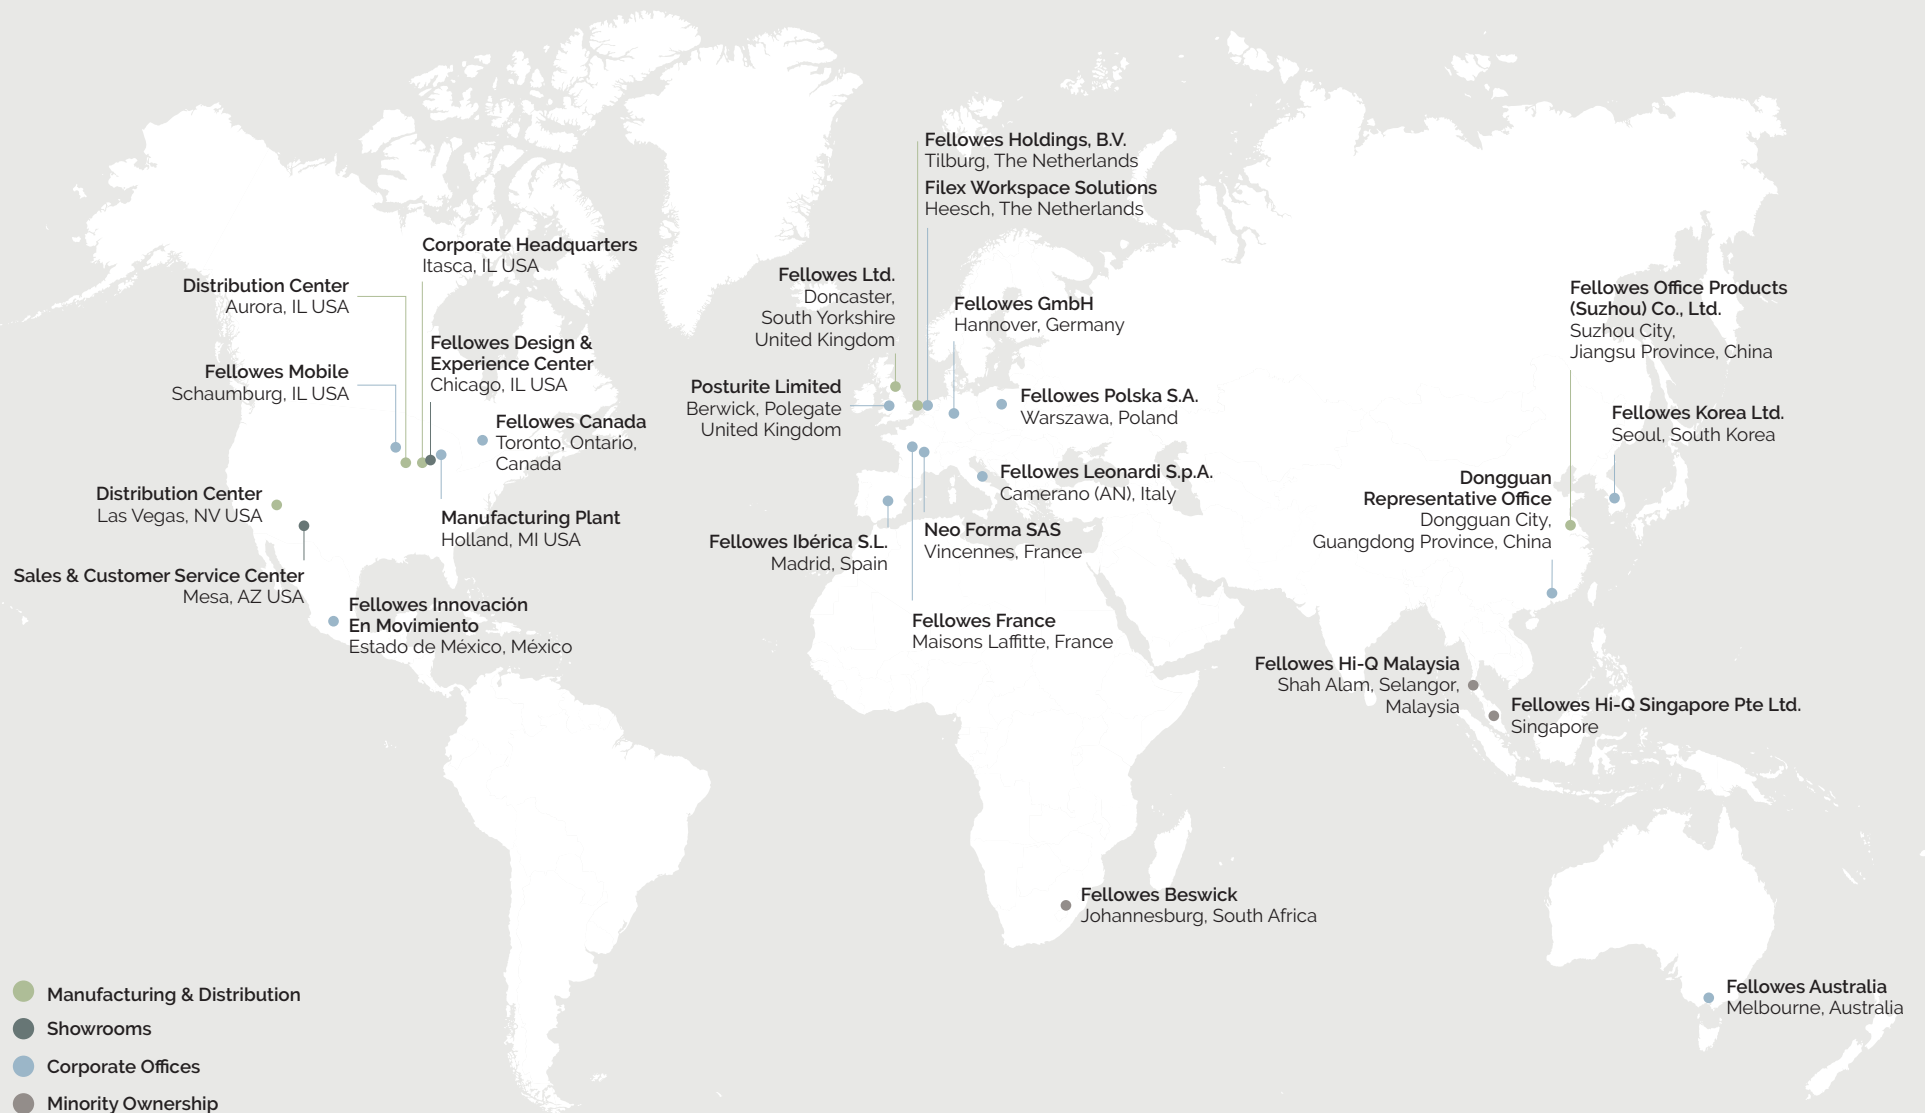 Corporate Headquarters
Itasca, IL USA
Distribution Center
Aurora, IL USA
Fellowes Design &
Experience Center
Chicago, IL USA
Fellowes Mobile
Schaumburg, IL USA
Fellowes Canada
Toronto, Ontario,
Canada
Distribution Center
Las Vegas, NV USA
Manufacturing Plant
Holland, MI USA
Sales & Customer Service Center
Mesa, AZ USA
Fellowes Innovación
En Movimiento
Estado de México, México
Fellowes Holdings, B.V.
Tilburg, The Netherlands
Filex Workspace Solutions
Heesch, The Netherlands
Fellowes Ltd.
Doncaster,
South Yorkshire
United Kingdom
Fellowes GmbH
Hannover, Germany
Posturite Limited
Berwick, Polegate
United Kingdom
Fellowes Polska S.A.
Warszawa, Poland
Fellowes Leonardi S.p.A.
Camerano (AN), Italy
Neo Forma SAS
Vincennes, France
Fellowes Ibérica S.L.
Madrid, Spain
Fellowes France
Maisons Laffitte, France
Fellowes Office Products
(Suzhou) Co., Ltd.
Suzhou City,
Jiangsu Province, China
Fellowes Korea Ltd.
Seoul, South Korea
Dongguan
Representative Office
Dongguan City,
Guangdong Province, China
Fellowes Hi-Q Malaysia
Shah Alam, Selangor,
Malaysia
Fellowes Hi-Q Singapore Pte Ltd.
Singapore
Fellowes Beswick
Johannesburg, South Africa
Fellowes Australia
Melbourne, Australia
Manufacturing & Distribution
Showrooms
Corporate Offices
Minority Ownership